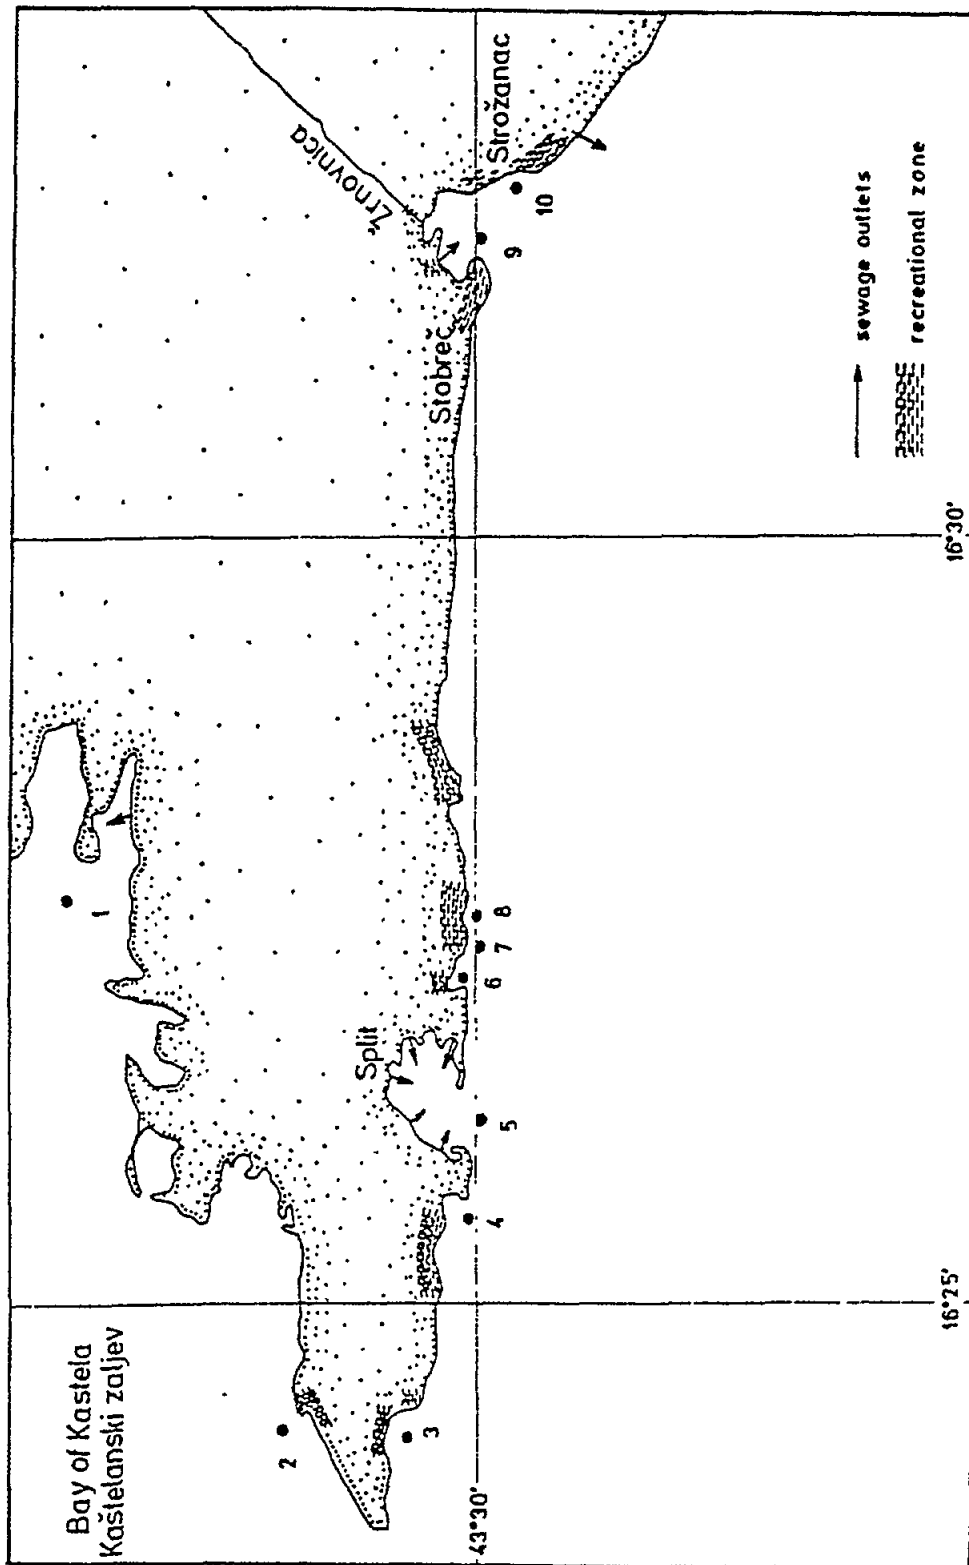 Bay of Kastela
Kaštelanski zaljev
Žrnovnica
Strožanac
Stobreč
Split
1
2
3
4
5
6
7
8
9
10
43°30'
16°25'
16°30'
sewage outlets
recreational zone